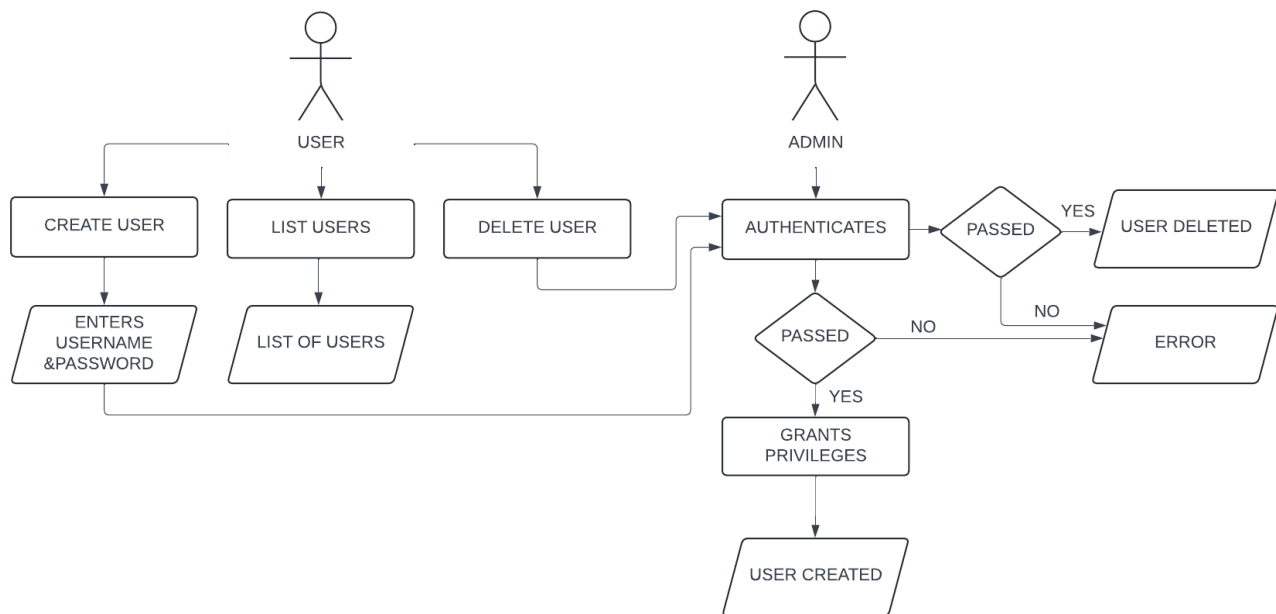 USER
ADMIN
CREATE USER
LIST USERS
DELETE USER
AUTHENTICATES
PASSED
YES
USER DELETED
ENTERS
USERNAME
&PASSWORD
LIST OF USERS
PASSED
NO
NO
ERROR
YES
GRANTS
PRIVILEGES
USER CREATED